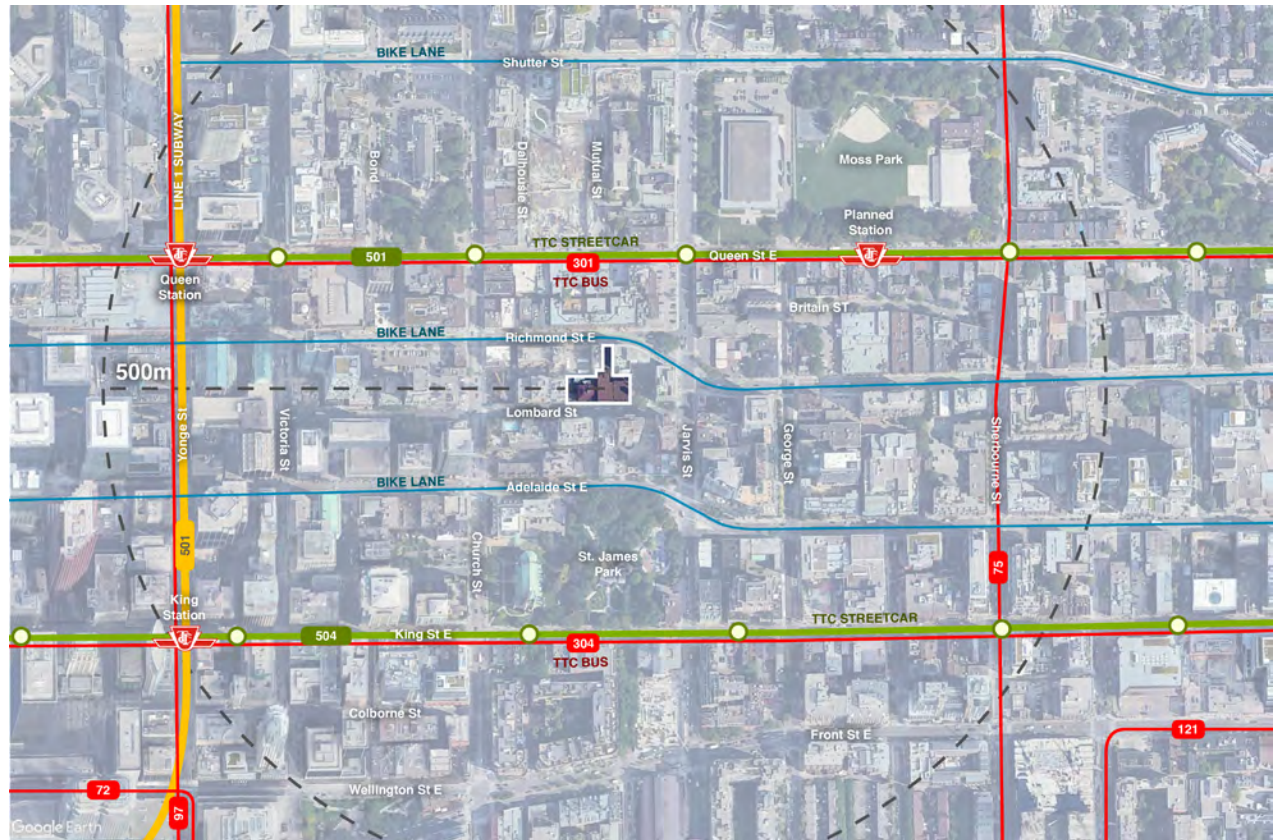 BIKE LANE
Shutter St
LINE 1 SUBWAY
Bond
Dalhousie St
Mutual St
Moss Park
Planned
Station
TTC STREETCAR
501
301
Queen St E
TTC BUS
Queen
Station
Britain ST
BIKE LANE
Richmond St E
500m
Lombard St
Yonge St
Victoria St
Jarvis St
George St
Sherbourne St
BIKE LANE
Adelaide St E
501
Church St
St. James
Park
75
King
Station
TTC STREETCAR
504
King St E
304
TTC BUS
Colborne St
Front St E
121
72
Wellington St E
97
Google Earth